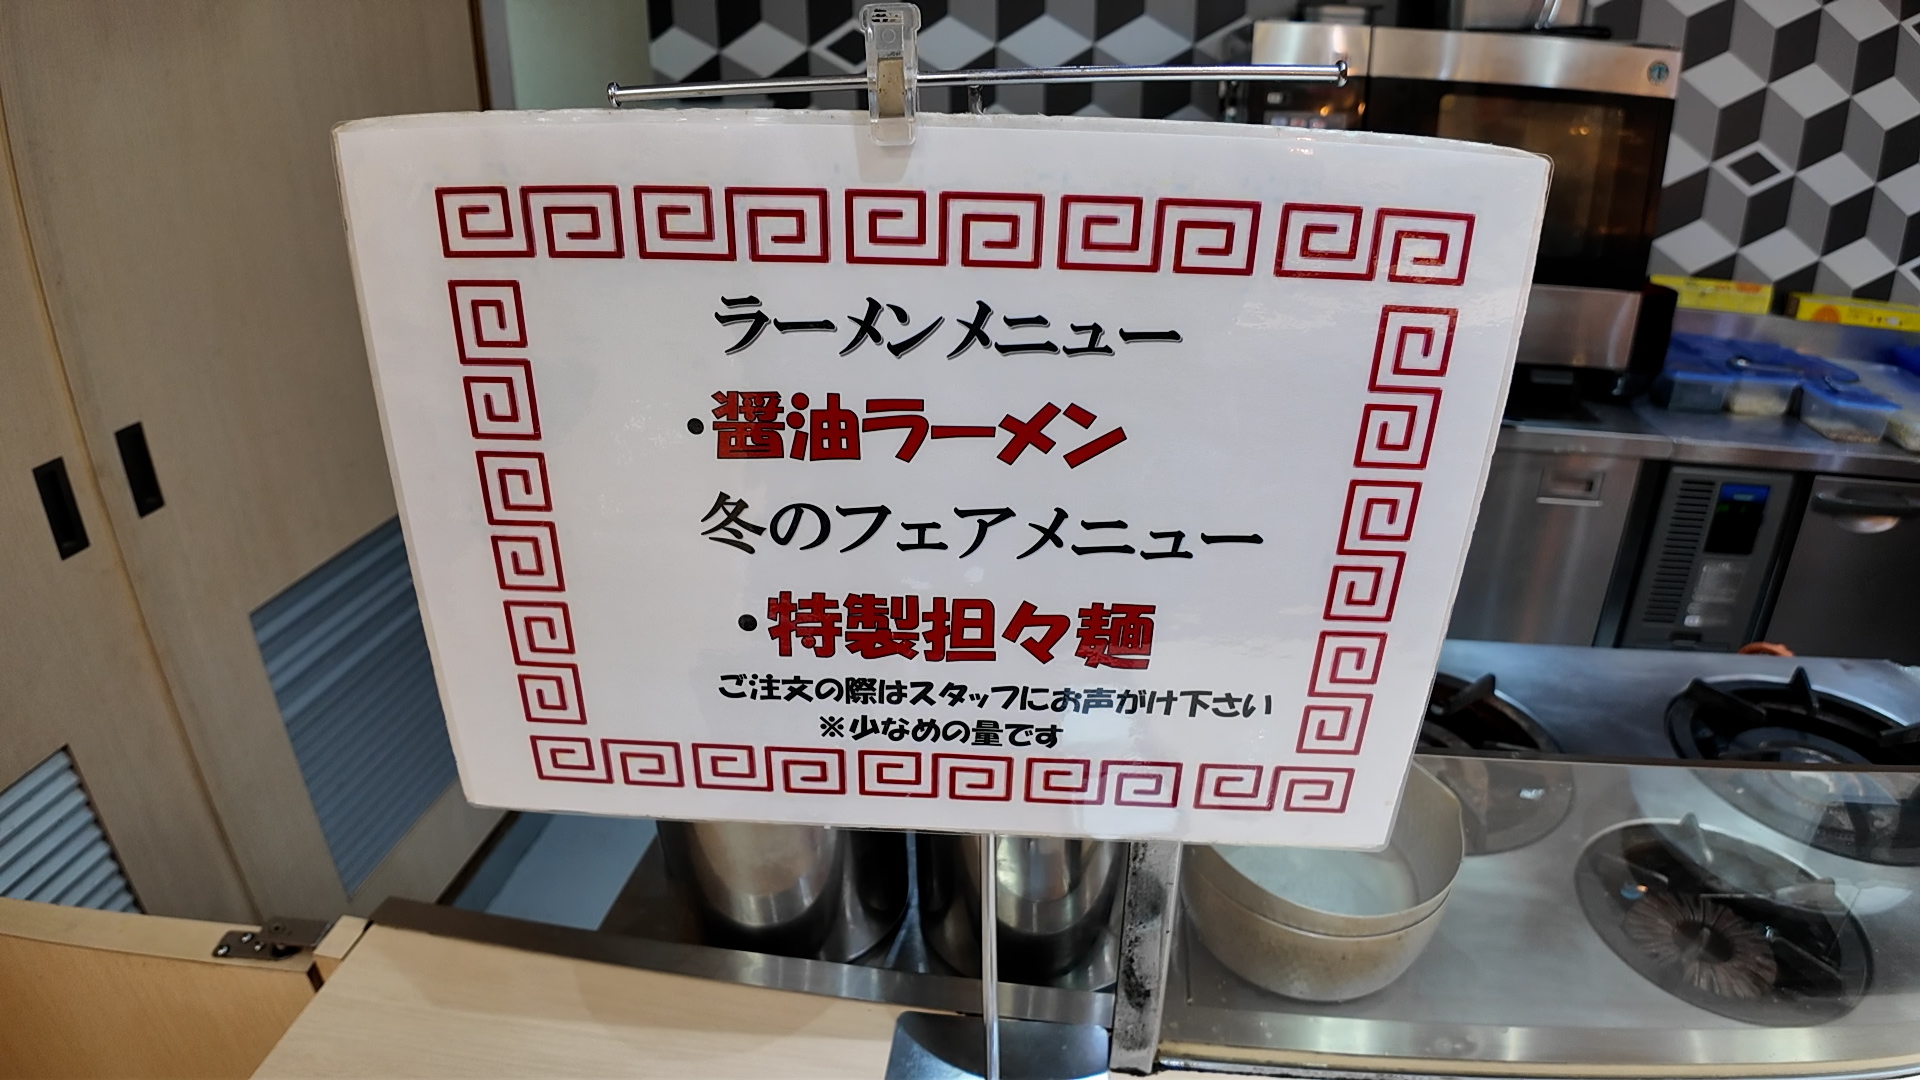 ラーメンメニュー
・醤油ラーメン
冬のフェアメニュー
・特製担々麺
ご注文の際はスタッフにお声がけ下さい
※少なめの量です